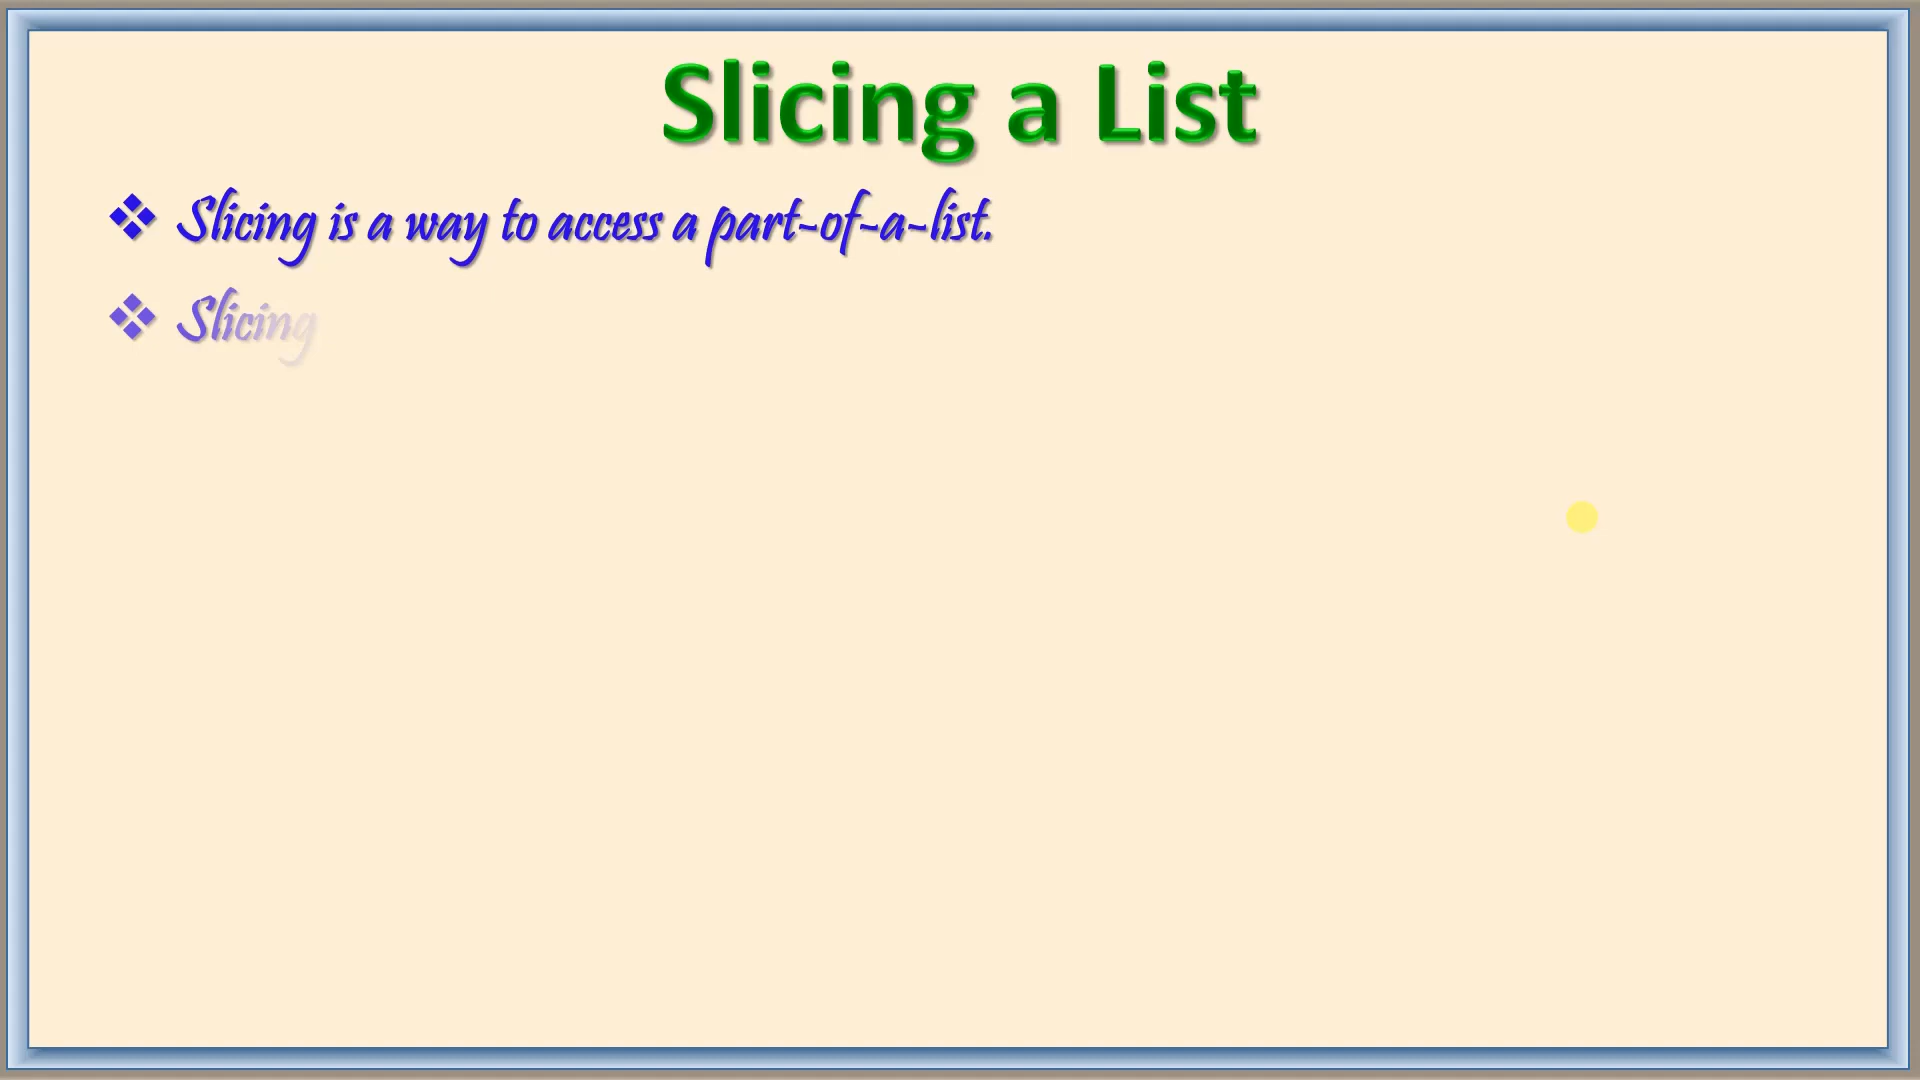 Slicing a List
❖ Slicing is a way to access a part-of-a-list.
❖ Slicing